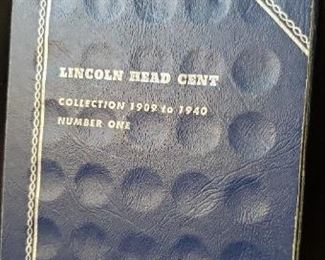 LINCOLN HEAD CENT
COLLECTION 1909 to 1940
NUMBER ONE